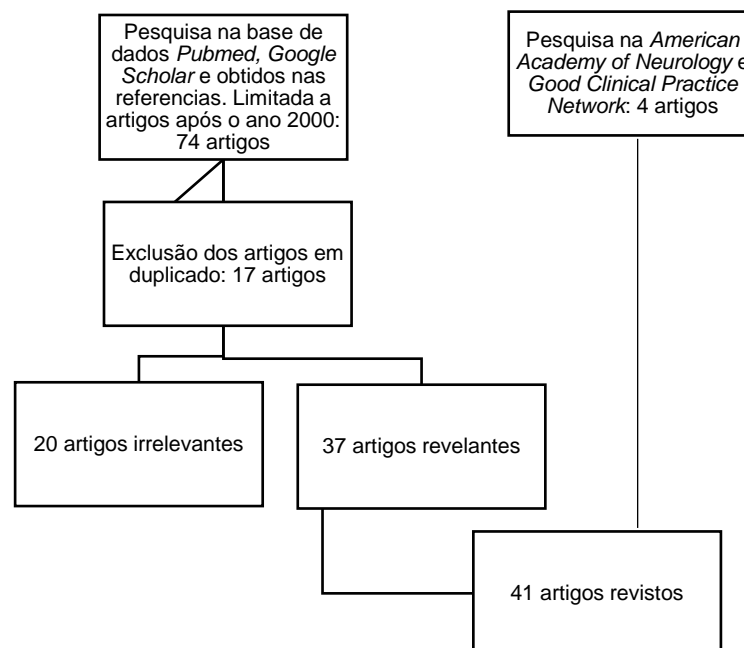 Pesquisa na base de
dados Pubmed, Google
Scholar e obtidos nas
referencias. Limitada a
artigos após o ano 2000:
74 artigos
Pesquisa na American
Academy of Neurology e
Good Clinical Practice
Network: 4 artigos
Exclusão dos artigos em
duplicado: 17 artigos
20 artigos irrelevantes
37 artigos revelantes
41 artigos revistos